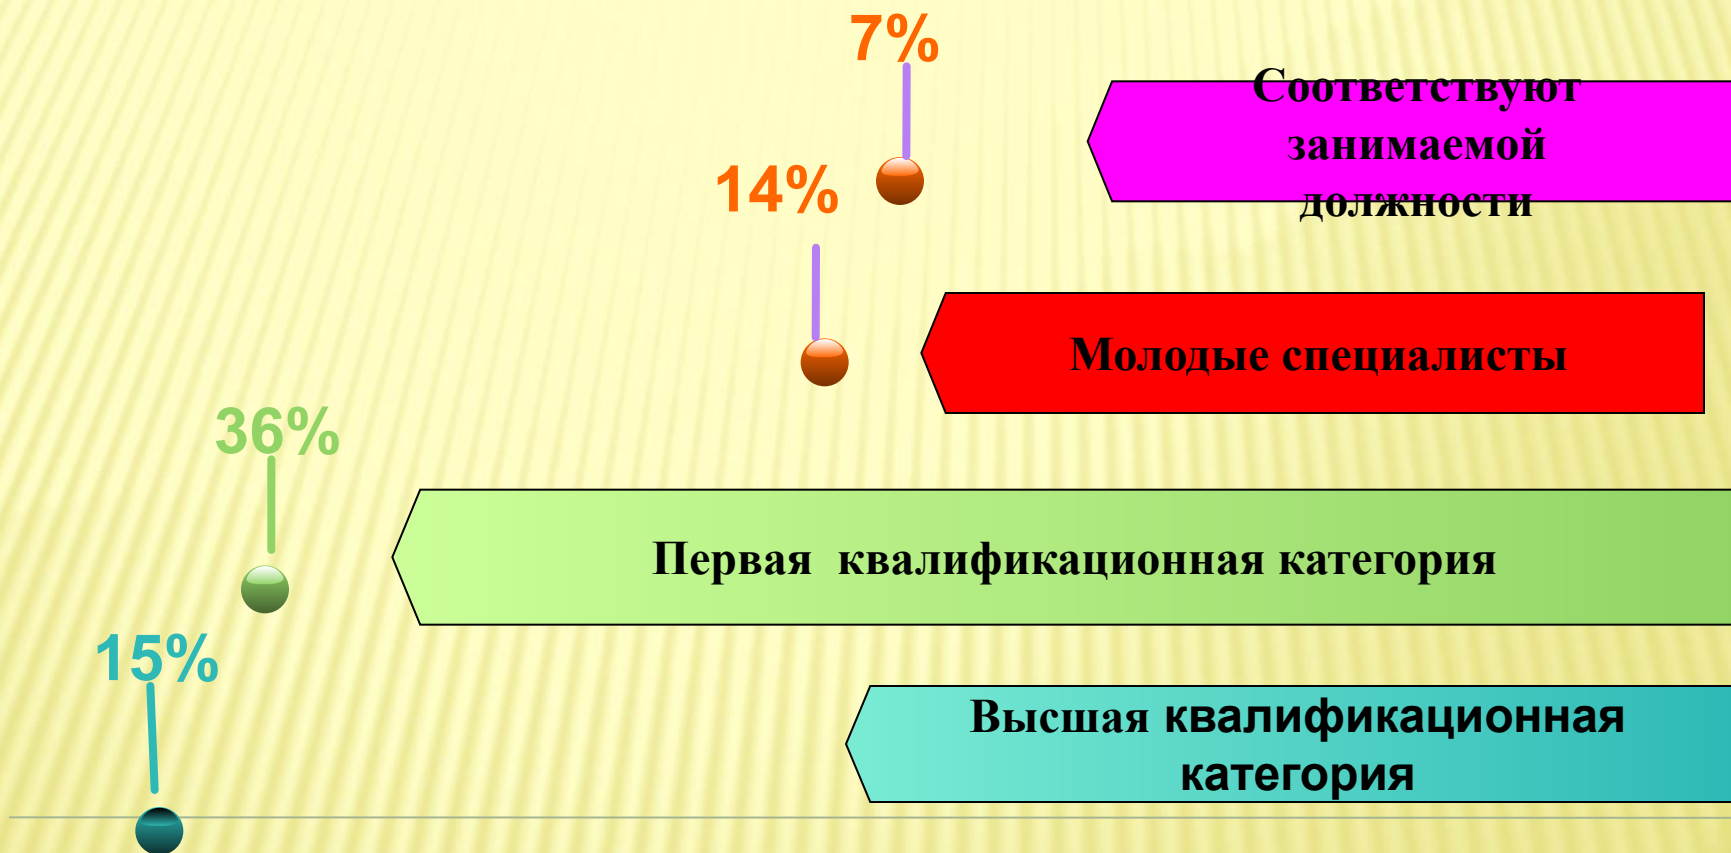 7%
Соответствуют
занимаемой
должности
14%
Молодые специалисты
36%
Первая квалификационная категория
15%
Высшая квалификационная
категория